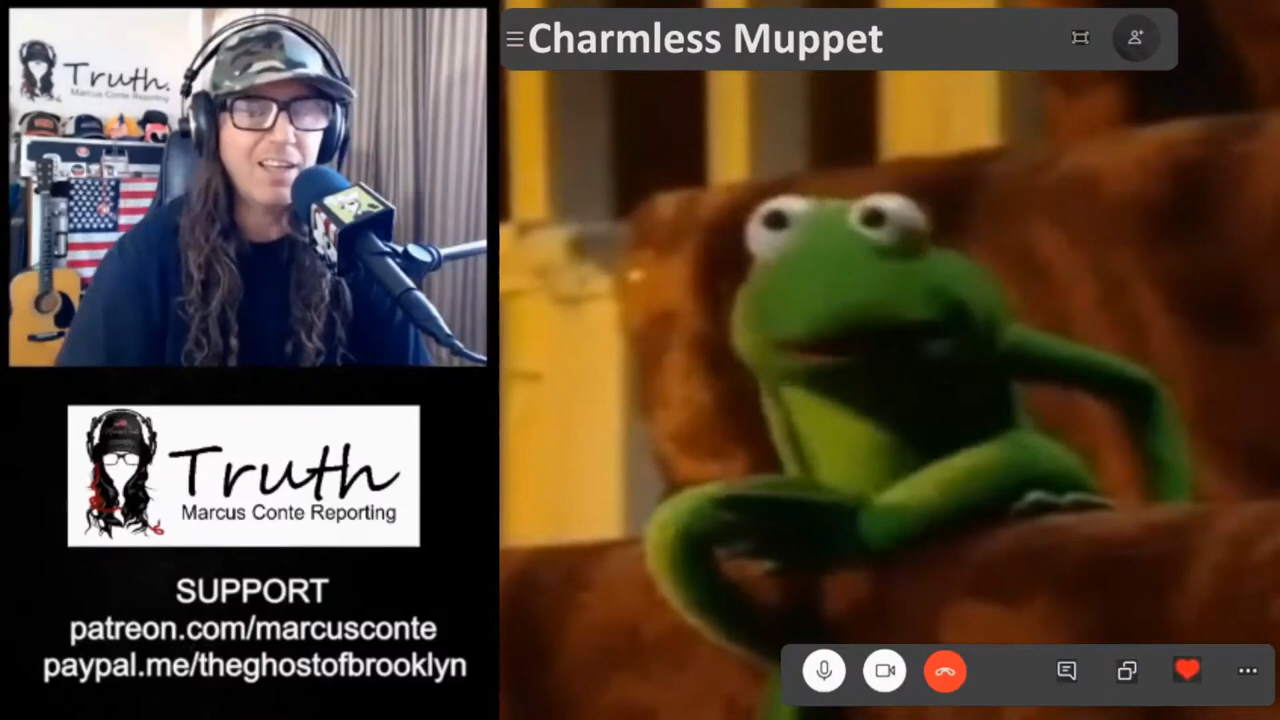 Truth.
Marcus Conte Reporting
Charmless Muppet
Truth
Marcus Conte Reporting
SUPPORT
patreon.com/marcusconte
paypal.me/theghostofbrooklyn